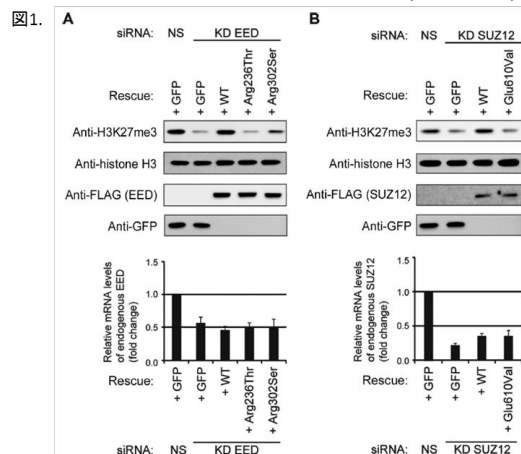 図1.
A
siRNA: NS KD EED
Rescue: + GFP + GFP + WT + Arg236Thr + Arg302Ser
Anti-H3K27me3
Anti-histone H3
Anti-FLAG (EED)
Anti-GFP
Relative mRNA levels
of endogenous EED
(fold change)
1.5
1.0
0.5
0.0
Rescue: + GFP + GFP + WT + Arg236Thr + Arg302Ser
siRNA: NS KD EED
B
siRNA: NS KD SUZ12
Rescue: + GFP + GFP + WT + Glu610Val
Anti-H3K27me3
Anti-histone H3
Anti-FLAG (SUZ12)
Anti-GFP
Relative mRNA levels
of endogenous SUZ12
(fold change)
1.5
1.0
0.5
0.0
Rescue: + GFP + GFP + WT + Glu610Val
siRNA: NS KD SUZ12